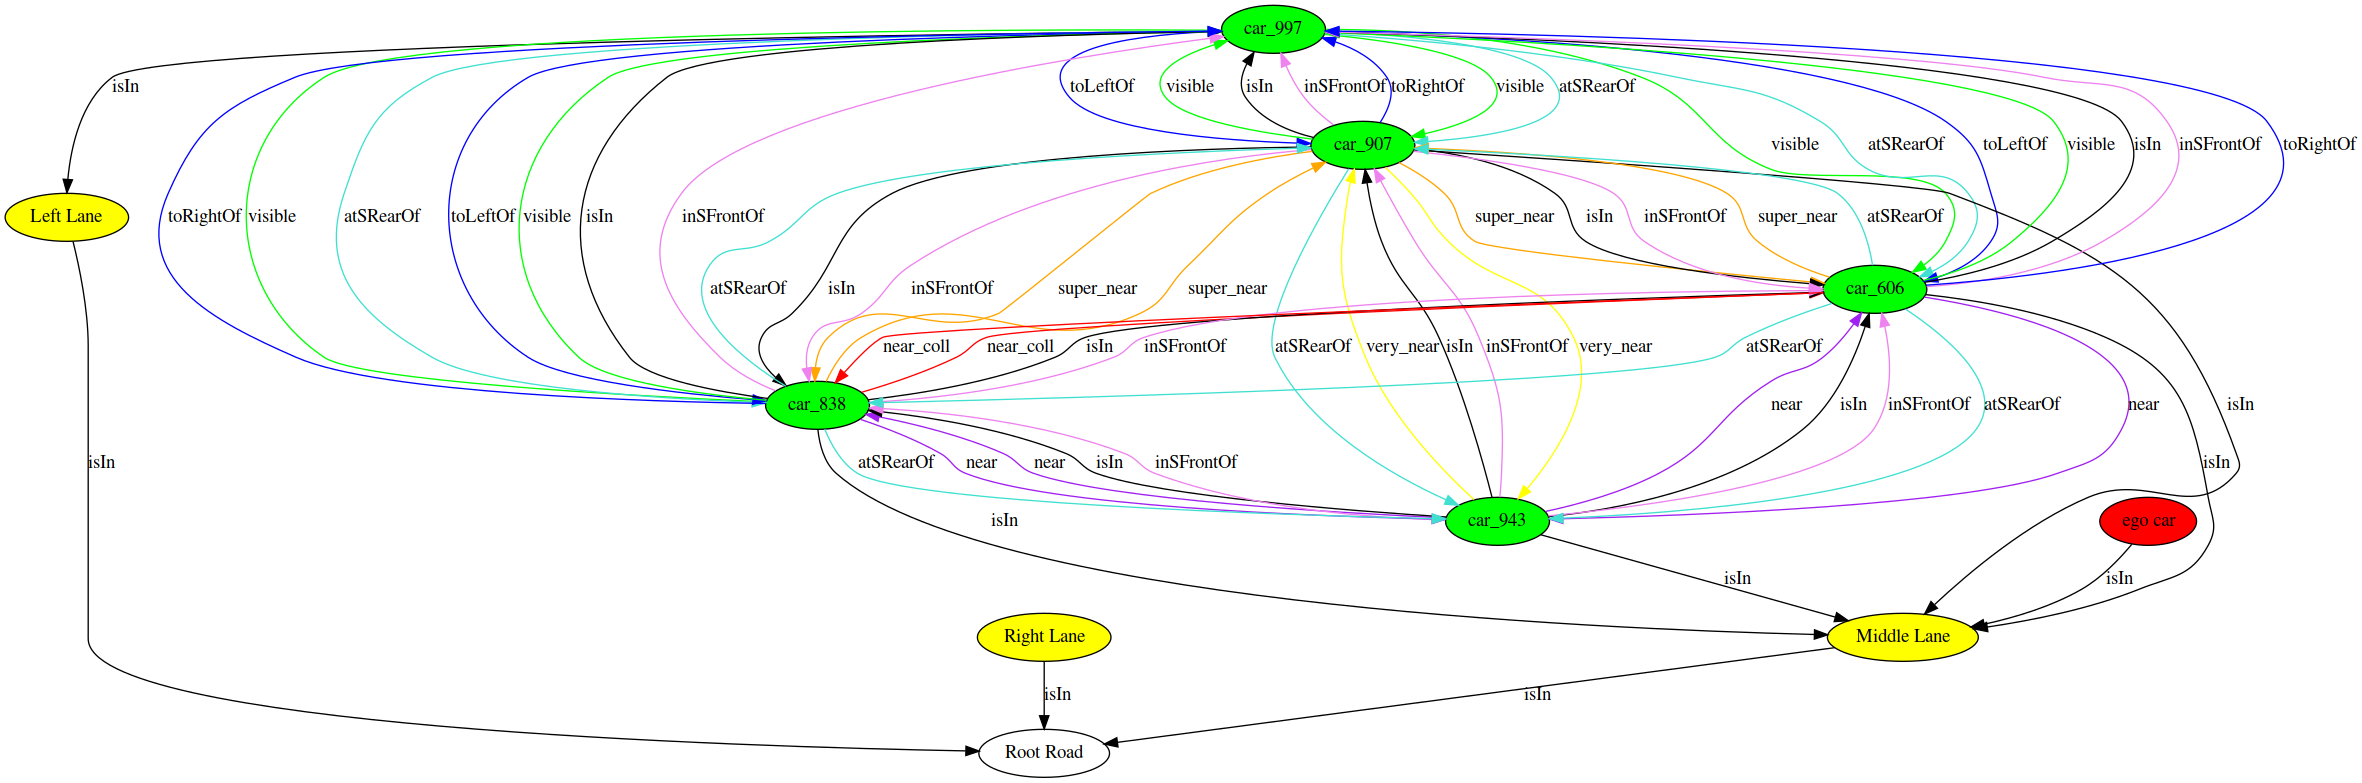 car_997
isIn
toLeftOf
visible
isIn
inSFrontOf
toRightOf
visible
atSRearOf
car_907
visible
atSRearOf
toLeftOf
visible
isIn
inSFrontOf
toRightOf
Left Lane
toRightOf
visible
atSRearOf
toLeftOf
visible
isIn
inSFrontOf
super_near
isIn
inSFrontOf
super_near
atSRearOf
atSRearOf
isIn
inSFrontOf
super_near
super_near
car_606
near_coll
near_coll
isIn
inSFrontOf
atSRearOf
very_near
isIn
inSFrontOf
very_near
atSRearOf
car_838
near
isIn
inSFrontOf
atSRearOf
near
isIn
isIn
atSRearOf
near
near
isIn
inSFrontOf
isIn
isIn
car_943
ego car
isIn
isIn
Right Lane
Middle Lane
isIn
isIn
Root Road